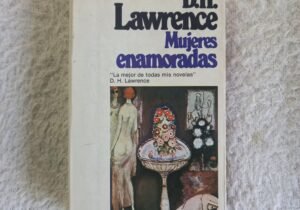 D.H.
Lawrence
Mujeres
enamoradas
"La mejor de todas mis novelas"
D. H. Lawrence